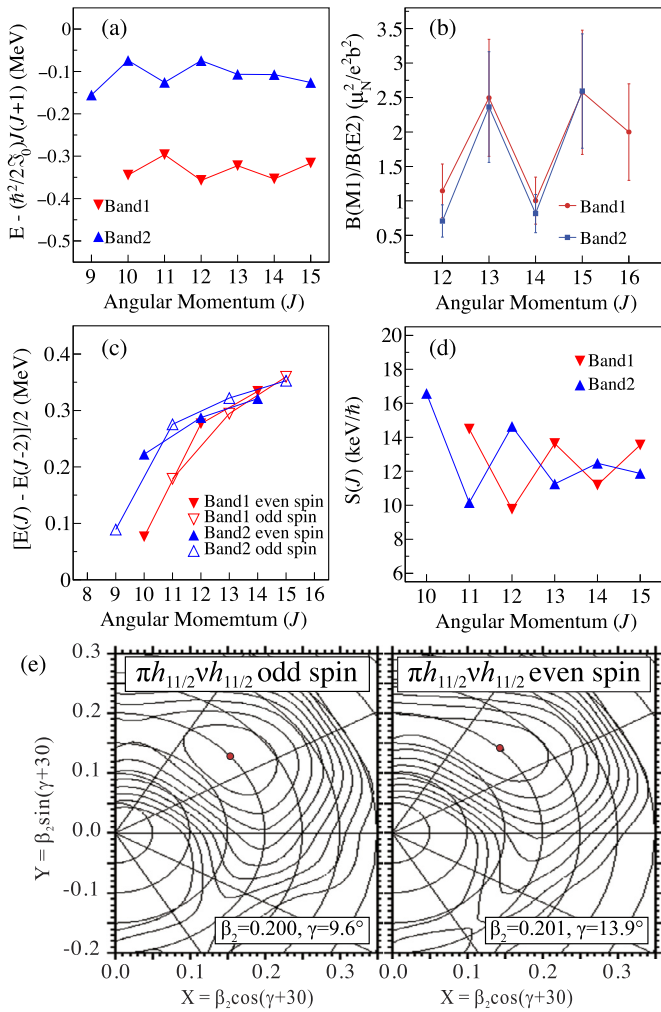 (a)
E - (ħ²/2ℑ̃₀)J(J+1) (MeV)
0
−0.1
−0.2
−0.3
−0.4
−0.5
Band1
Band2
9 10 11 12 13 14 15
Angular Momentum (J)
(b)
B(M1)/B(E2) (μ²_N/e²b²)
3.5
3
2.5
2
1.5
1
0.5
Band1
Band2
12 13 14 15 16
Angular Momentum (J)
(c)
[E(J) - E(J-2)]/2 (MeV)
0.4
0.3
0.2
0.1
0
Band1 even spin
Band1 odd spin
Band2 even spin
Band2 odd spin
8 9 10 11 12 13 14 15 16
Angular Momentum (J)
(d)
S(J) (keV/ħ)
20
18
16
14
12
10
8
6
Band1
Band2
10 11 12 13 14 15
Angular Momentum (J)
(e)
πh11/2νh11/2 odd spin
πh11/2νh11/2 even spin
Y = β₂sin(γ+30)
0.3
0.2
0.1
0.0
-0.1
-0.2
β₂=0.200, γ=9.6°
β₂=0.201, γ=13.9°
0.0 0.1 0.2 0.3
0.0 0.1 0.2 0.3
X = β₂cos(γ+30)
X = β₂cos(γ+30)